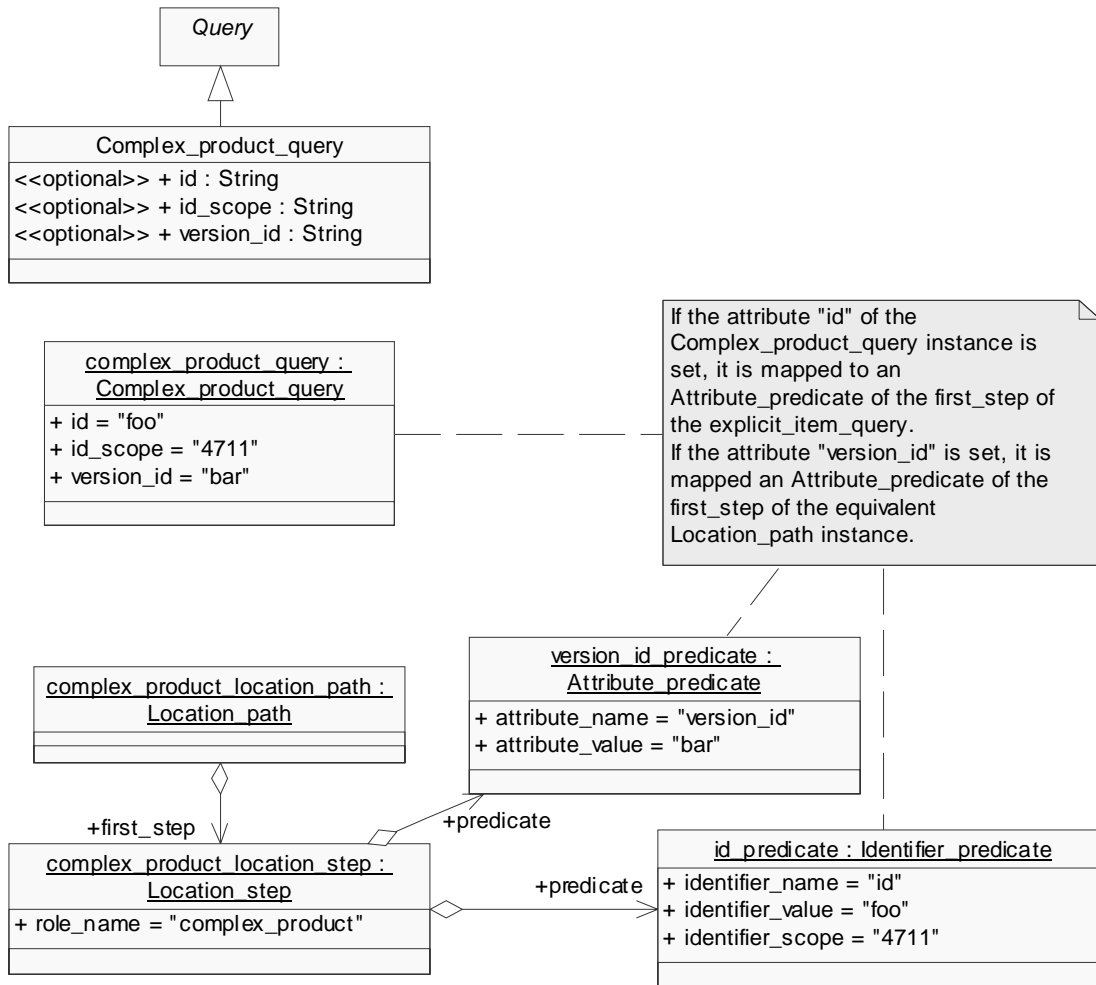 Query
Complex_product_query
<<optional>> + id : String
<<optional>> + id_scope : String
<<optional>> + version_id : String
complex_product_query :
Complex_product_query
+ id = "foo"
+ id_scope = "4711"
+ version_id = "bar"
If the attribute "id" of the
Complex_product_query instance is
set, it is mapped to an
Attribute_predicate of the first_step of
the explicit_item_query.
If the attribute "version_id" is set, it is
mapped an Attribute_predicate of the
first_step of the equivalent
Location_path instance.
version_id_predicate :
Attribute_predicate
+ attribute_name = "version_id"
+ attribute_value = "bar"
complex_product_location_path :
Location_path
+first_step
+predicate
complex_product_location_step :
Location_step
+ role_name = "complex_product"
+predicate
id_predicate : Identifier_predicate
+ identifier_name = "id"
+ identifier_value = "foo"
+ identifier_scope = "4711"